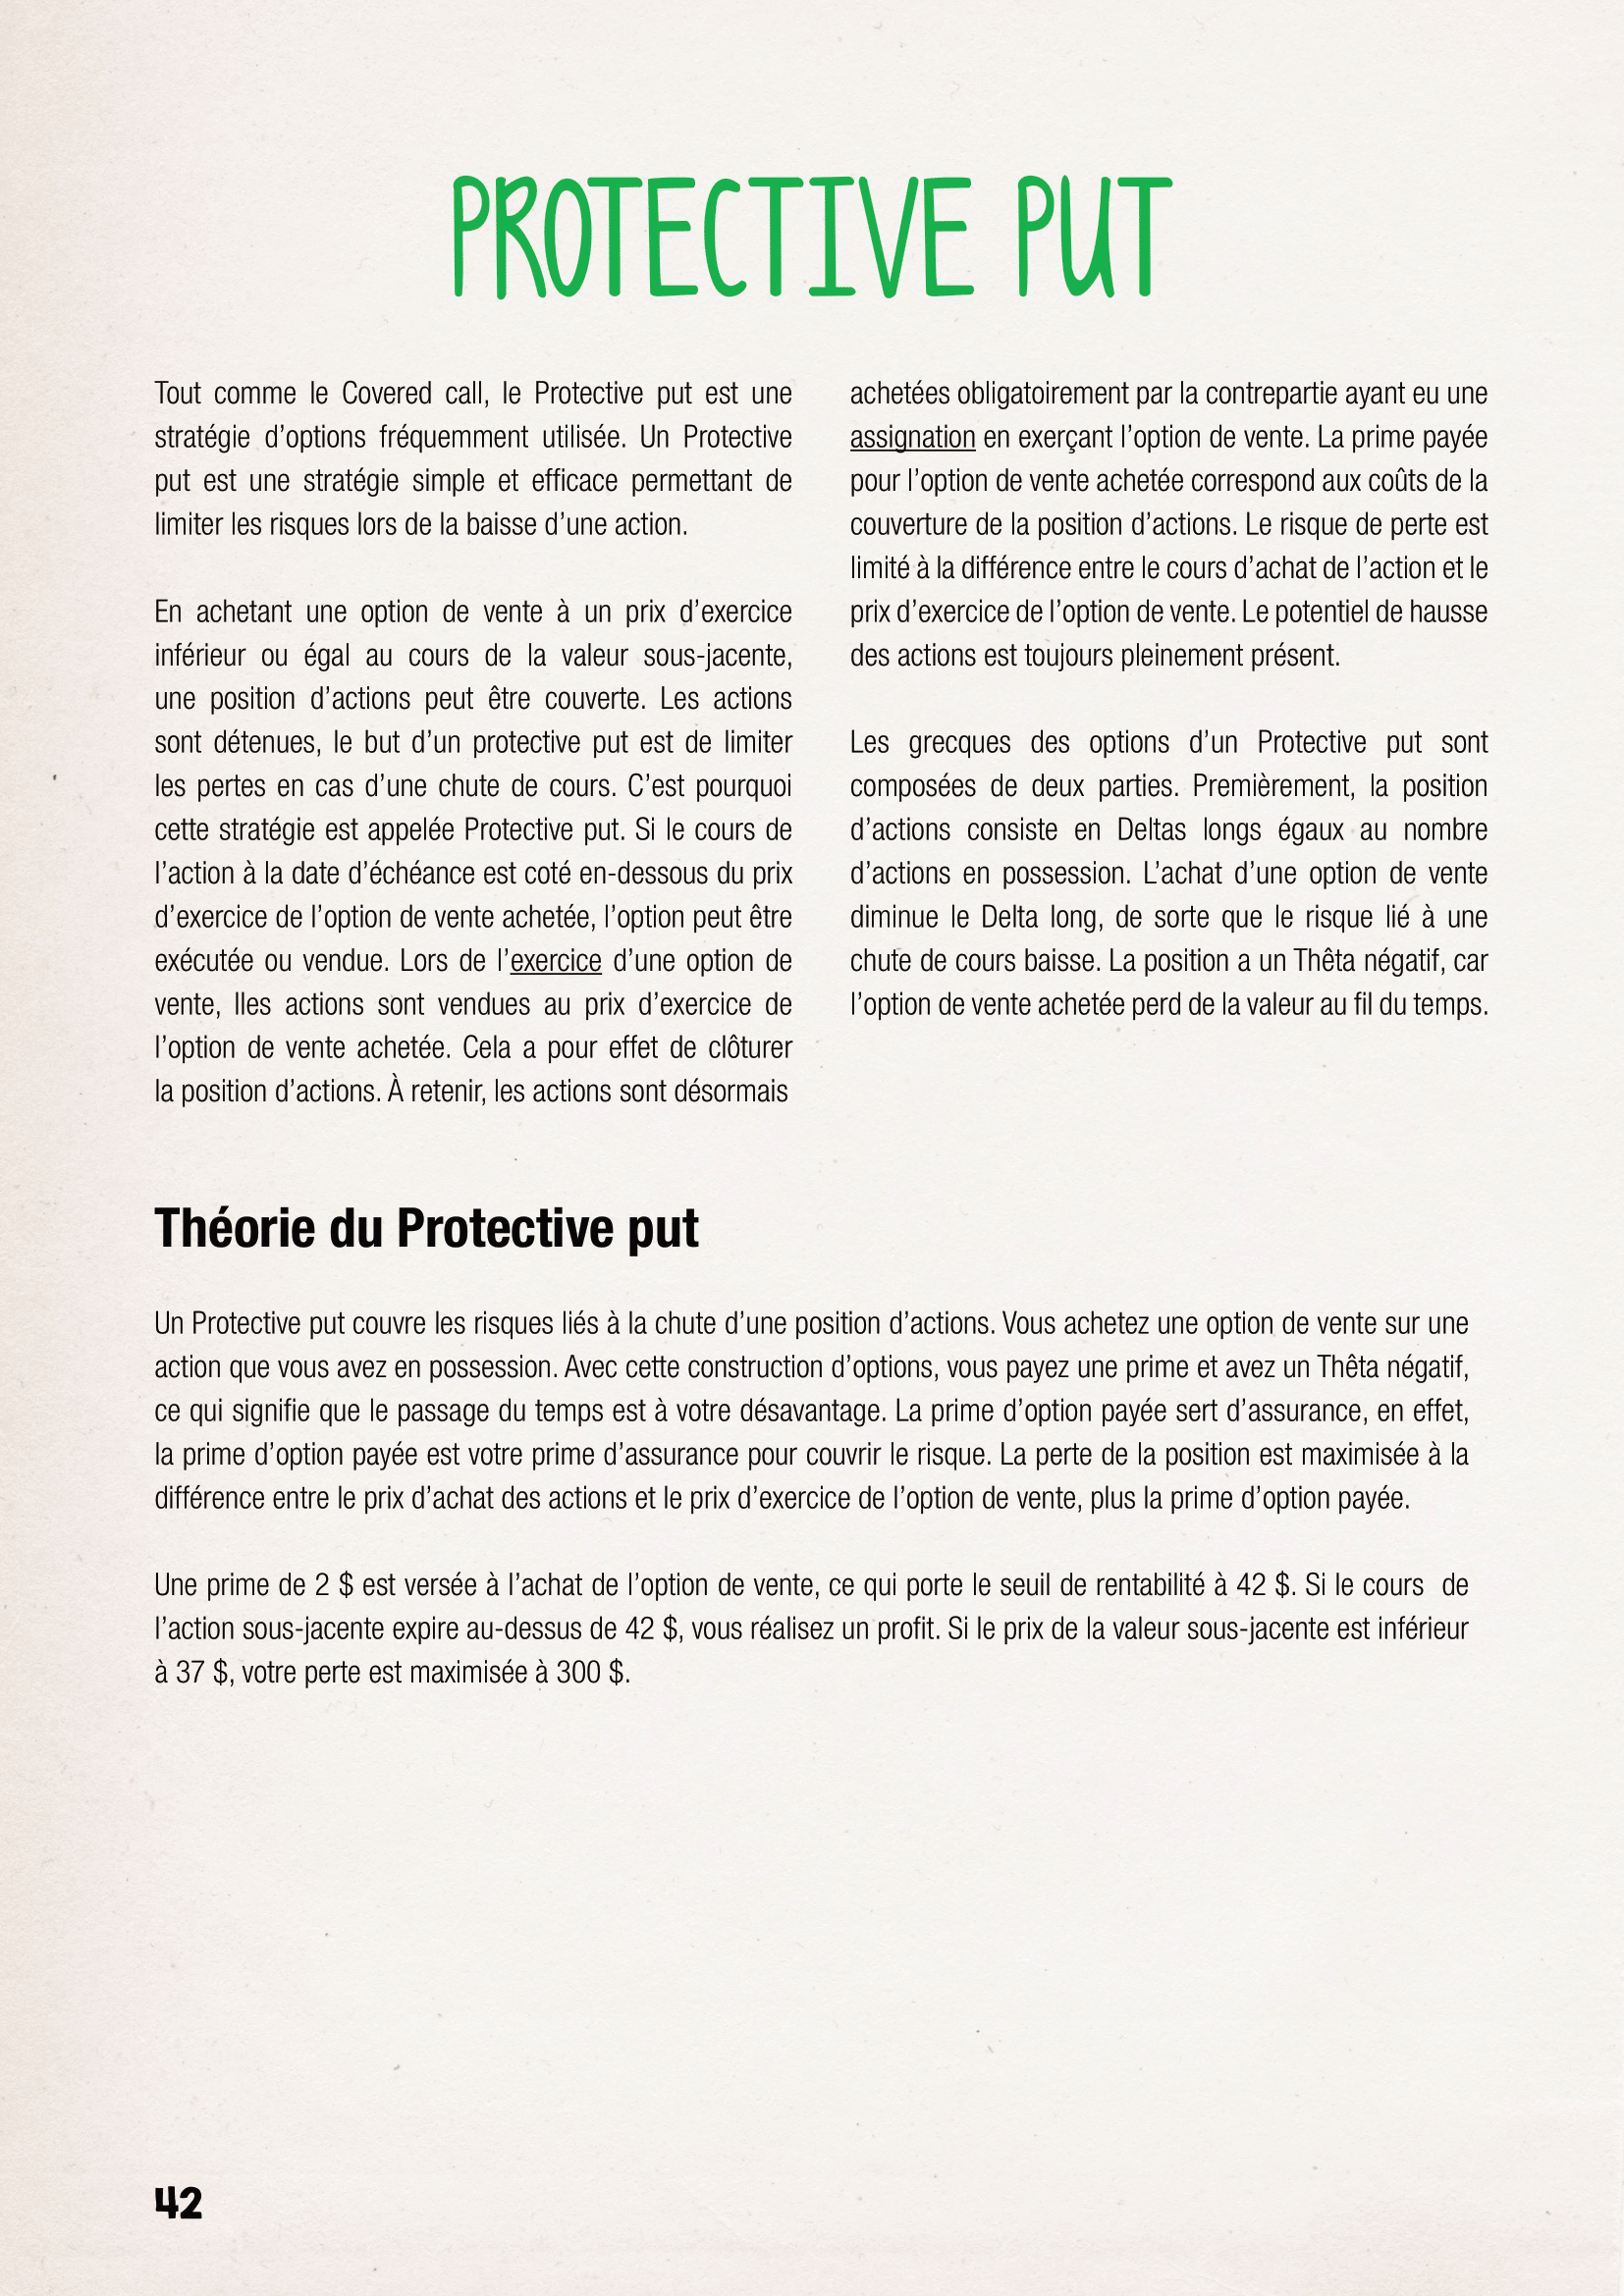 PROTECTIVE PUT
Tout comme le Covered call, le Protective put est une
stratégie d’options fréquemment utilisée. Un Protective
put est une stratégie simple et efficace permettant de
limiter les risques lors de la baisse d’une action.
En achetant une option de vente à un prix d’exercice
inférieur ou égal au cours de la valeur sous-jacente,
une position d’actions peut être couverte. Les actions
sont détenues, le but d’un protective put est de limiter
les pertes en cas d’une chute de cours. C’est pourquoi
cette stratégie est appelée Protective put. Si le cours de
l’action à la date d’échéance est coté en-dessous du prix
d’exercice de l’option de vente achetée, l’option peut être
exécutée ou vendue. Lors de l’exercice d’une option de
vente, lles actions sont vendues au prix d’exercice de
l’option de vente achetée. Cela a pour effet de clôturer
la position d’actions. À retenir, les actions sont désormais
achetées obligatoirement par la contrepartie ayant eu une
assignation en exerçant l’option de vente. La prime payée
pour l’option de vente achetée correspond aux coûts de la
couverture de la position d’actions. Le risque de perte est
limité à la différence entre le cours d’achat de l’action et le
prix d’exercice de l’option de vente. Le potentiel de hausse
des actions est toujours pleinement présent.
Les grecques des options d’un Protective put sont
composées de deux parties. Premièrement, la position
d’actions consiste en Deltas longs égaux au nombre
d’actions en possession. L’achat d’une option de vente
diminue le Delta long, de sorte que le risque lié à une
chute de cours baisse. La position a un Thêta négatif, car
l’option de vente achetée perd de la valeur au fil du temps.
Théorie du Protective put
Un Protective put couvre les risques liés à la chute d’une position d’actions. Vous achetez une option de vente sur une
action que vous avez en possession. Avec cette construction d’options, vous payez une prime et avez un Thêta négatif,
ce qui signifie que le passage du temps est à votre désavantage. La prime d’option payée sert d’assurance, en effet,
la prime d’option payée est votre prime d’assurance pour couvrir le risque. La perte de la position est maximisée à la
différence entre le prix d’achat des actions et le prix d’exercice de l’option de vente, plus la prime d’option payée.
Une prime de 2 $ est versée à l’achat de l’option de vente, ce qui porte le seuil de rentabilité à 42 $. Si le cours de
l’action sous-jacente expire au-dessus de 42 $, vous réalisez un profit. Si le prix de la valeur sous-jacente est inférieur
à 37 $, votre perte est maximisée à 300 $.
42